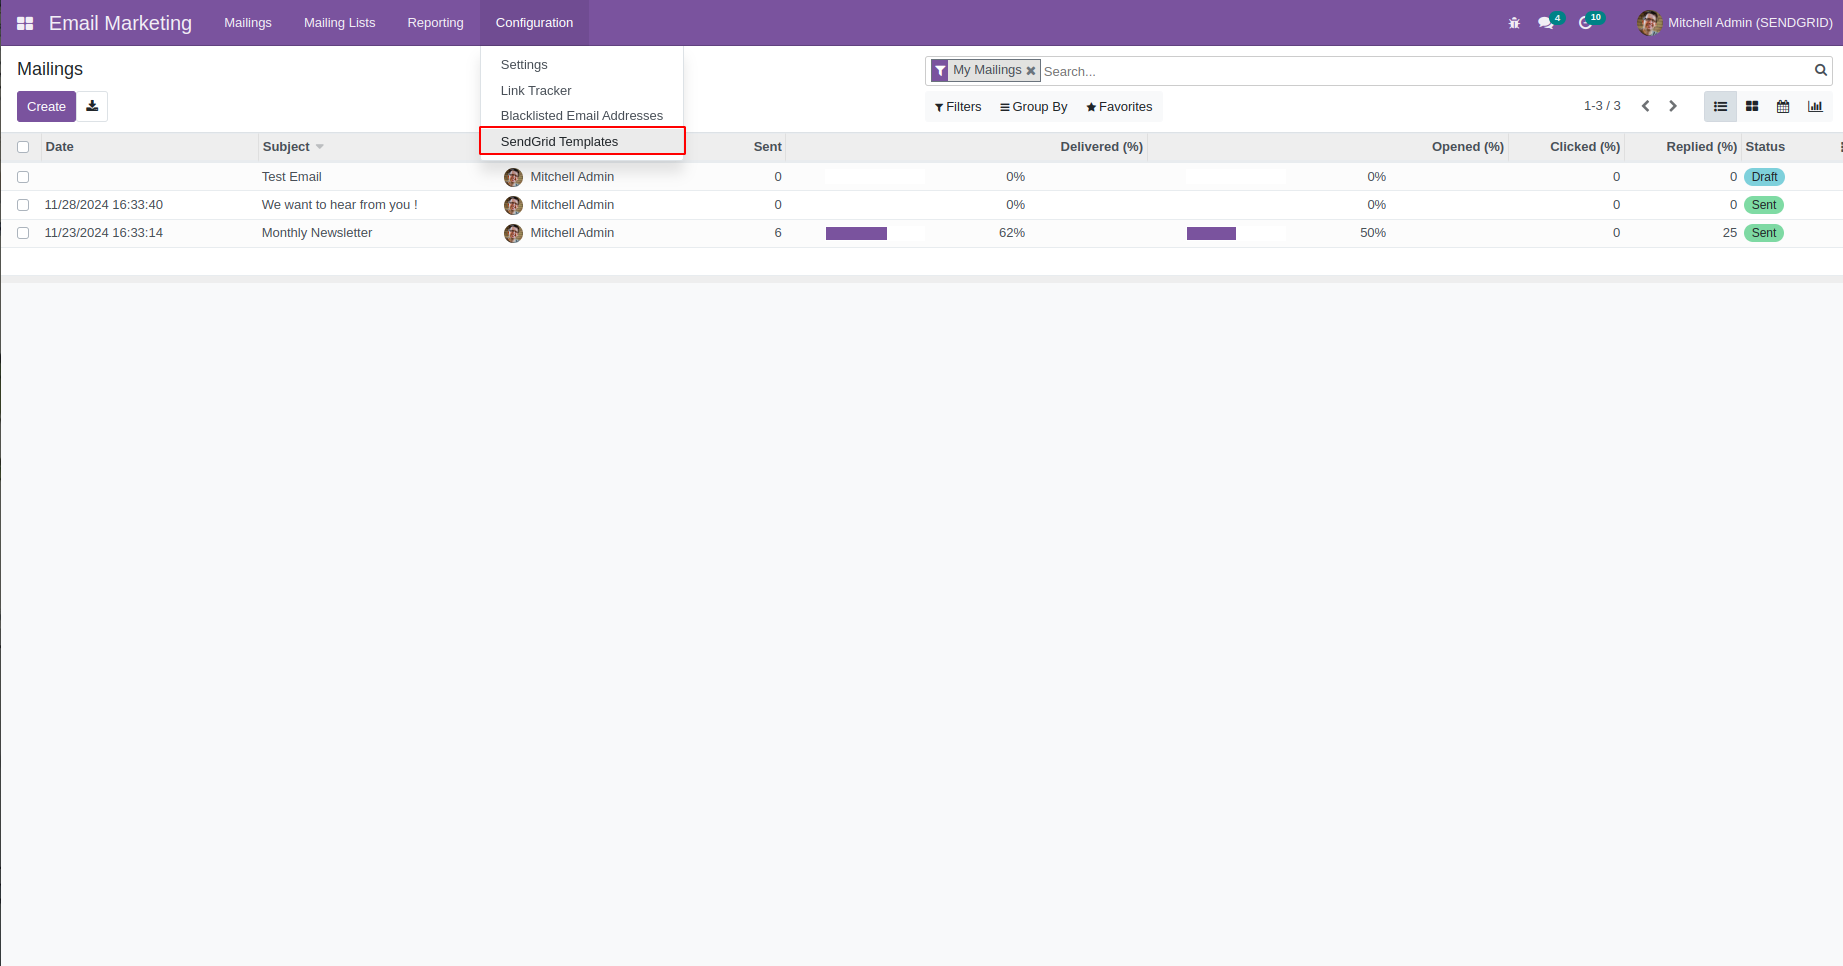 Email Marketing Mailings Mailing Lists Reporting Configuration 4 10 Mitchell Admin (SENDGRID)
Mailings
Settings
Link Tracker
Blacklisted Email Addresses
SendGrid Templates
My Mailings Search...
Create
Filters Group By Favorites 1-3 / 3
Date Subject Sent Delivered (%) Opened (%) Clicked (%) Replied (%) Status
Test Email Mitchell Admin 0 0% 0% 0 0 Draft
11/28/2024 16:33:40 We want to hear from you ! Mitchell Admin 0 0% 0% 0 0 Sent
11/23/2024 16:33:14 Monthly Newsletter Mitchell Admin 6 62% 50% 0 25 Sent